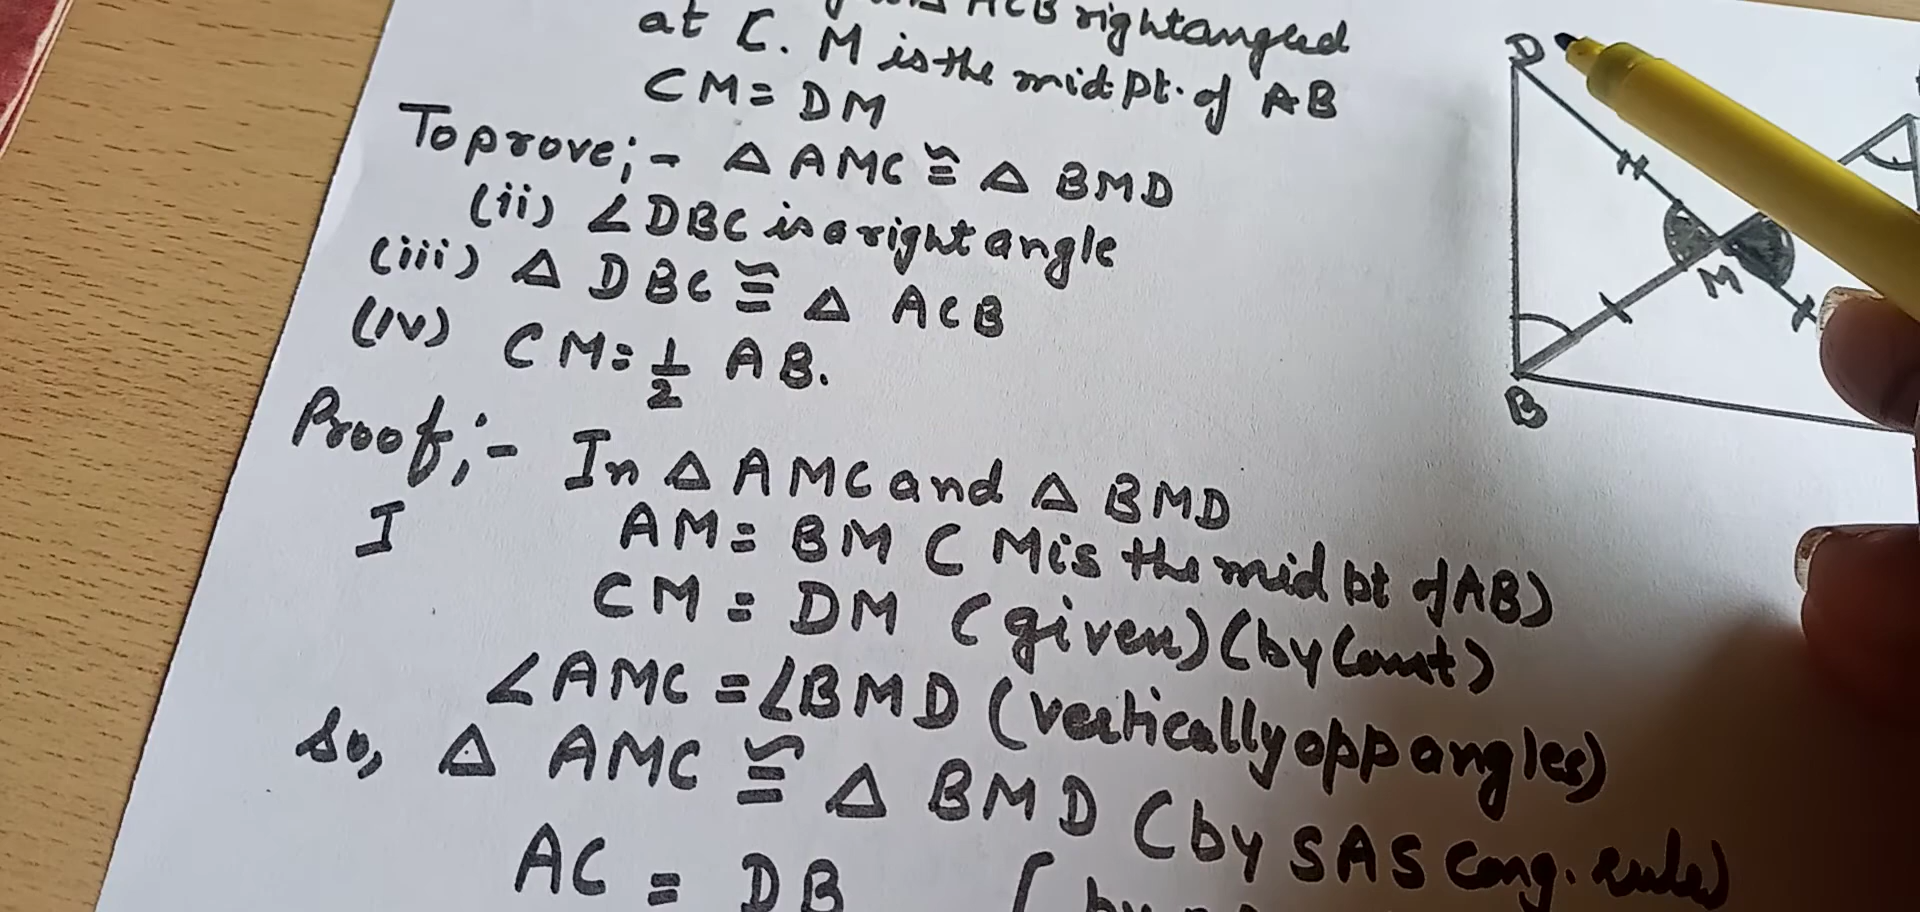 ACB rightangled
at C. M is the mid pt. of AB
CM = DM
To prove;- △ AMC ≅ △ BMD
(ii) ∠DBC is a right angle
(iii) △ DBC ≅ △ ACB
(iv) CM = 1/2 AB.
Proof;- In △ AMC and △ BMD
I AM = BM ( M is the mid pt of AB)
CM = DM (given) (by Const)
∠AMC = ∠BMD (vertically opp angles)
So, △ AMC ≅ △ BMD (by SAS Cong. rule)
AC = DB (by
D
M
B